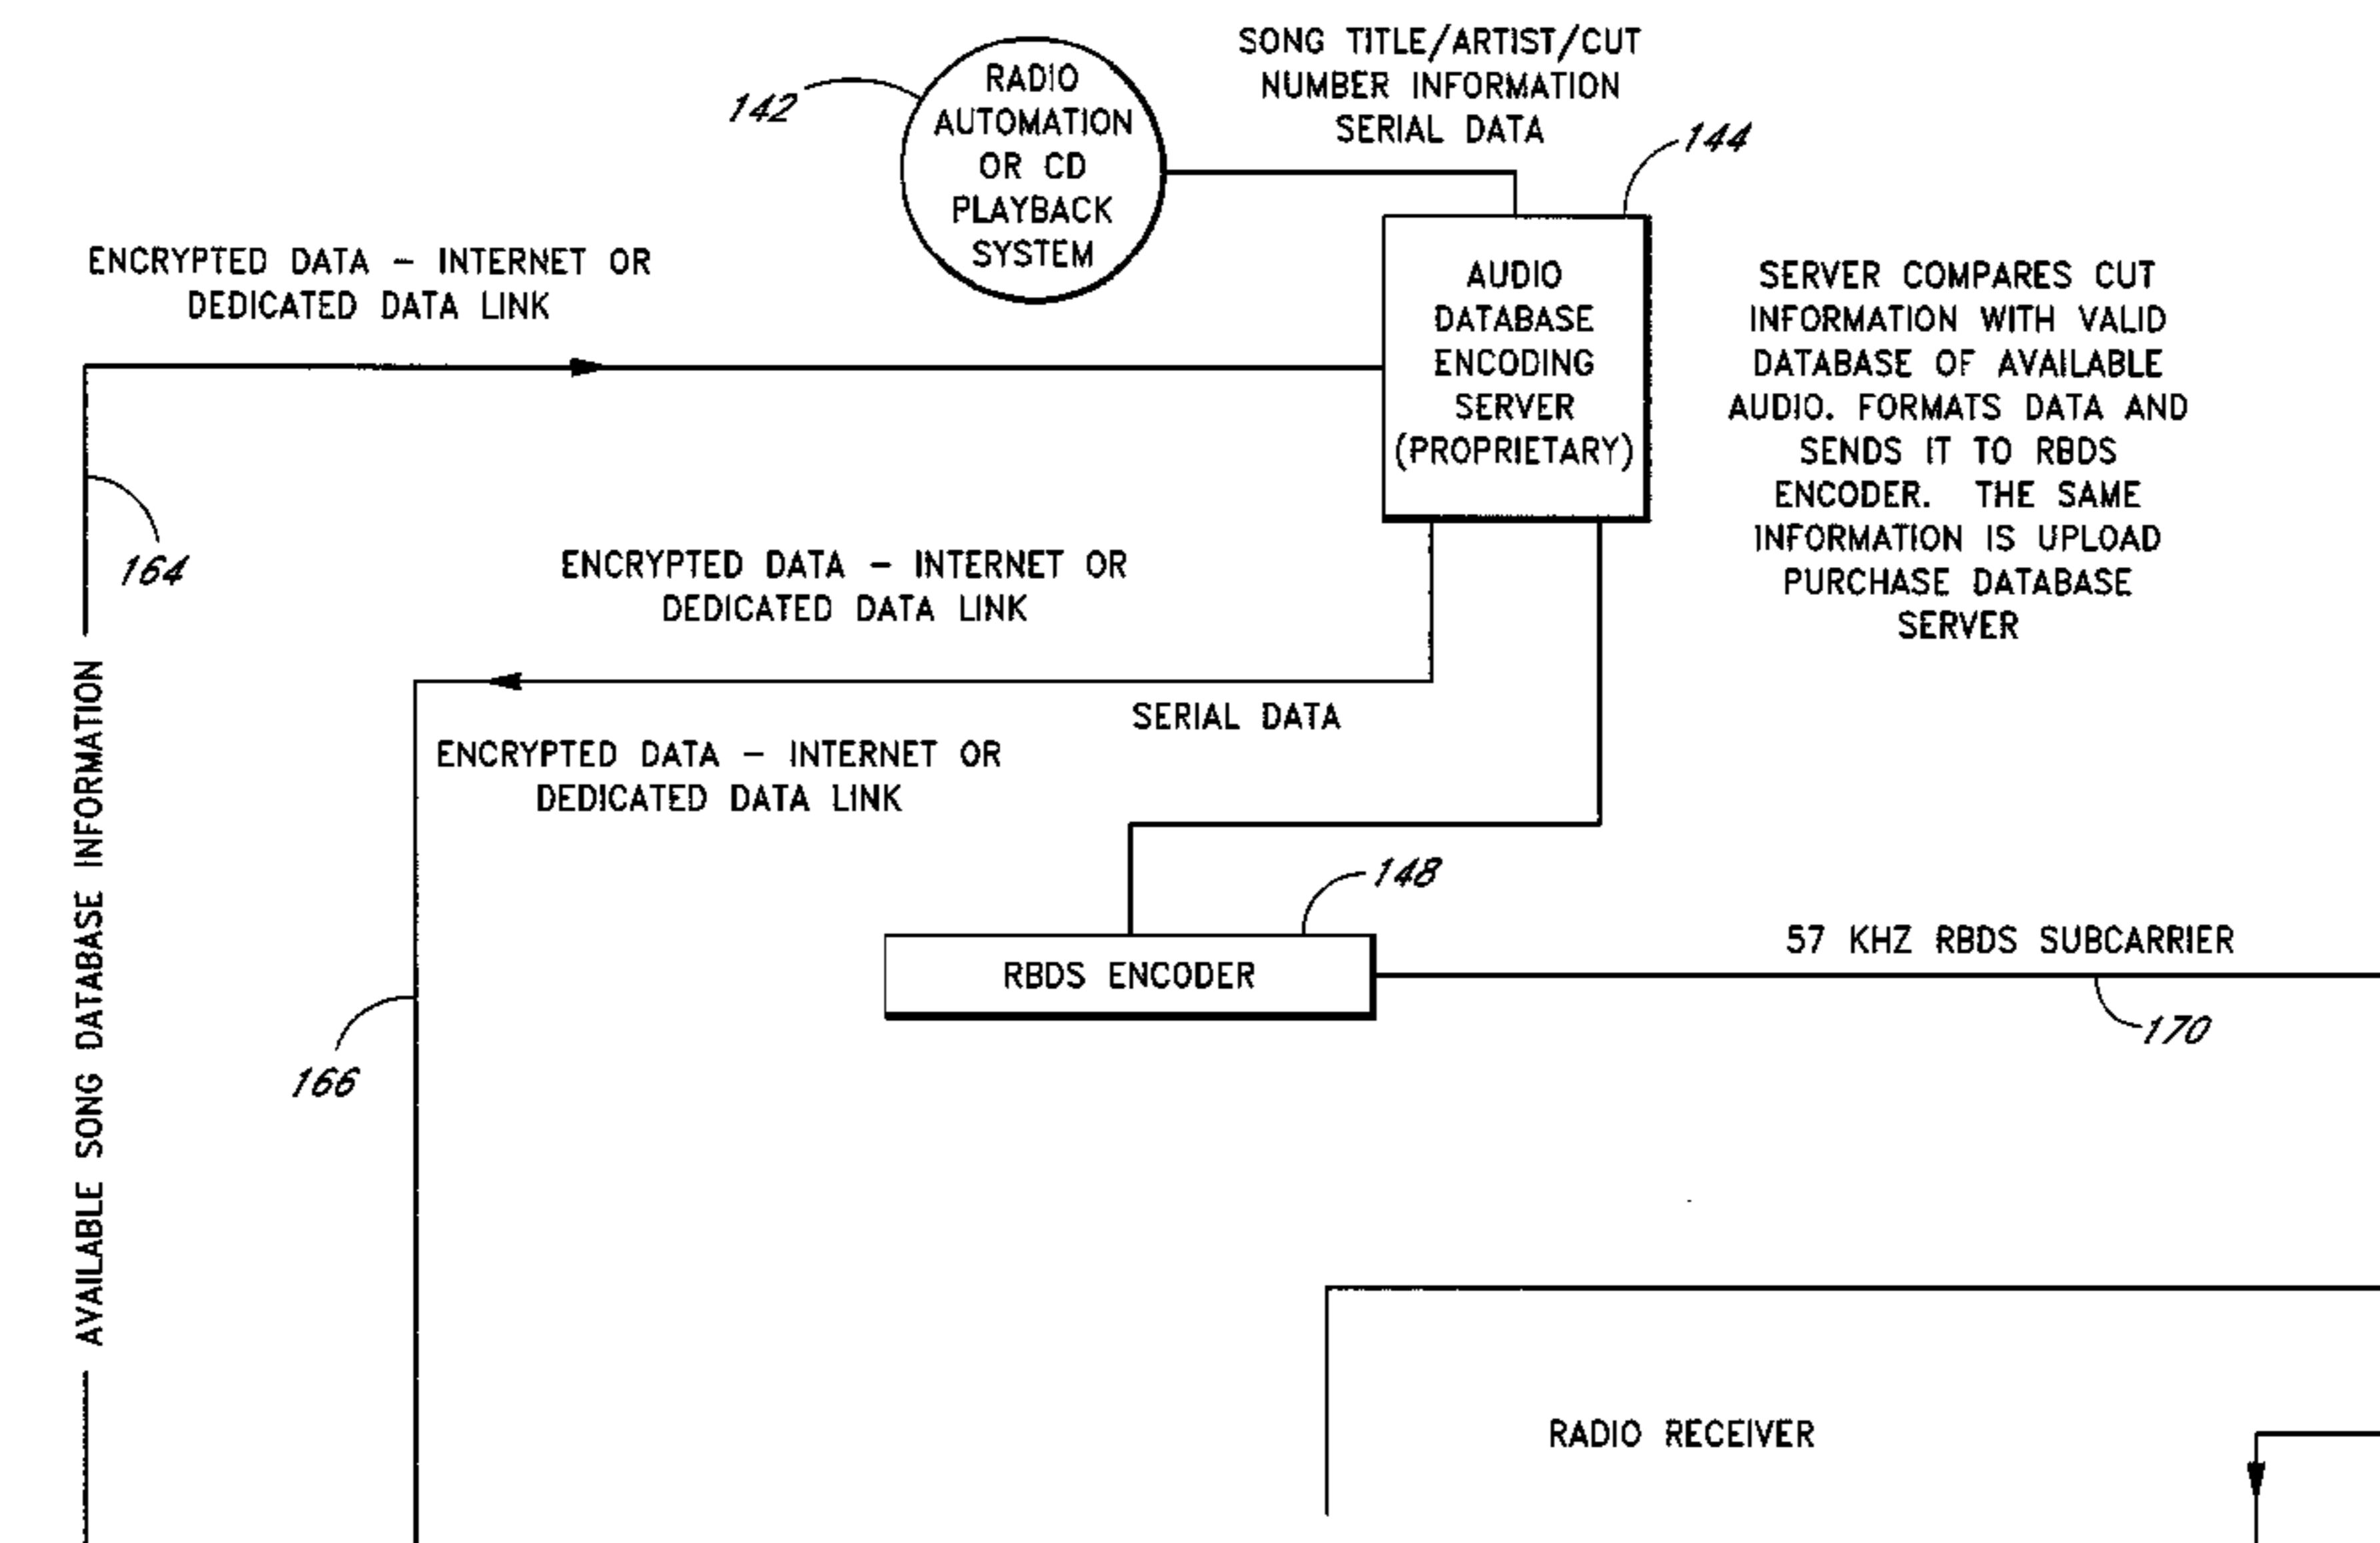 SONG TITLE/ARTIST/CUT
NUMBER INFORMATION
SERIAL DATA
142
RADIO
AUTOMATION
OR CD
PLAYBACK
SYSTEM
144
ENCRYPTED DATA - INTERNET OR
DEDICATED DATA LINK
AUDIO
DATABASE
ENCODING
SERVER
(PROPRIETARY)
SERVER COMPARES CUT
INFORMATION WITH VALID
DATABASE OF AVAILABLE
AUDIO. FORMATS DATA AND
SENDS IT TO RBDS
ENCODER. THE SAME
INFORMATION IS UPLOAD
PURCHASE DATABASE
SERVER
164
ENCRYPTED DATA - INTERNET OR
DEDICATED DATA LINK
SERIAL DATA
ENCRYPTED DATA - INTERNET OR
DEDICATED DATA LINK
AVAILABLE SONG DATABASE INFORMATION
148
RBDS ENCODER
57 KHZ RBDS SUBCARRIER
170
166
RADIO RECEIVER